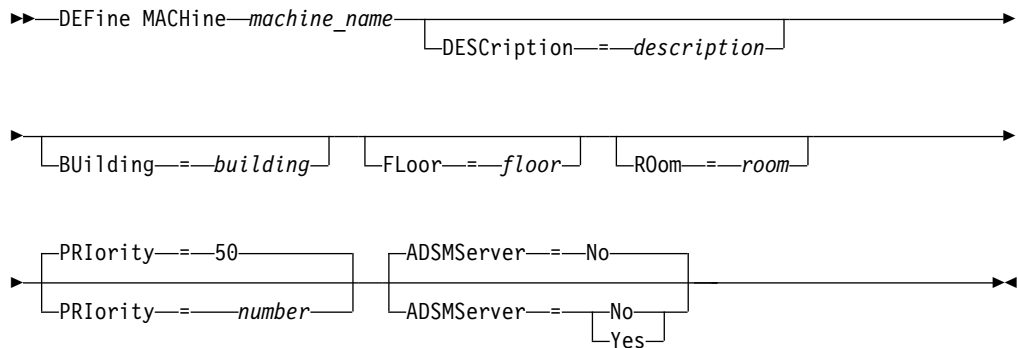 DEFine MACHine machine_name
DESCription = description
BUilding = building FLoor = floor ROom = room
PRIority = 50 ADSMServer = No
PRIority = number ADSMServer = No
Yes